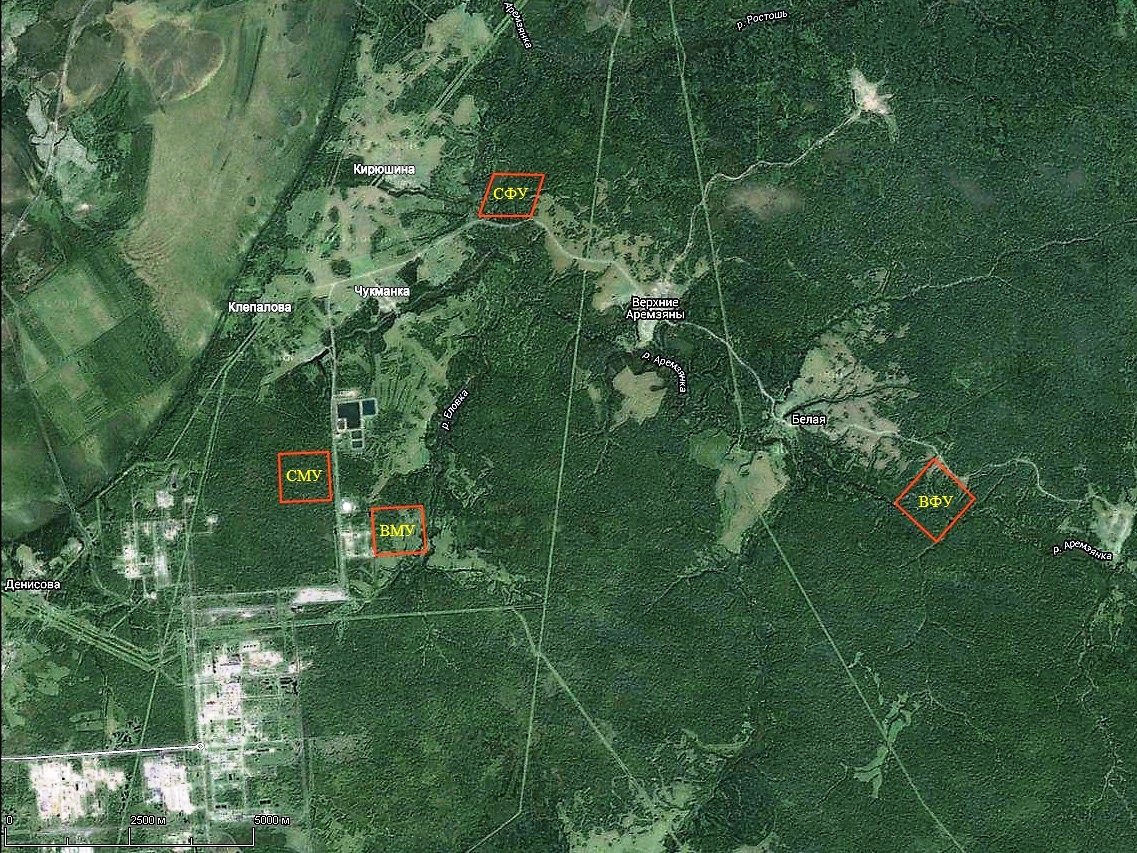 Аремзянка
р. Ростошь
Кирюшина
СФУ
Чукманка
Клепалова
Верхние
Аремзяны
р. Аремзянка
р. Еловка
Белая
СМУ
ВФУ
ВМУ
р. Аремзянка
Денисова
0 2500 м 5000 м